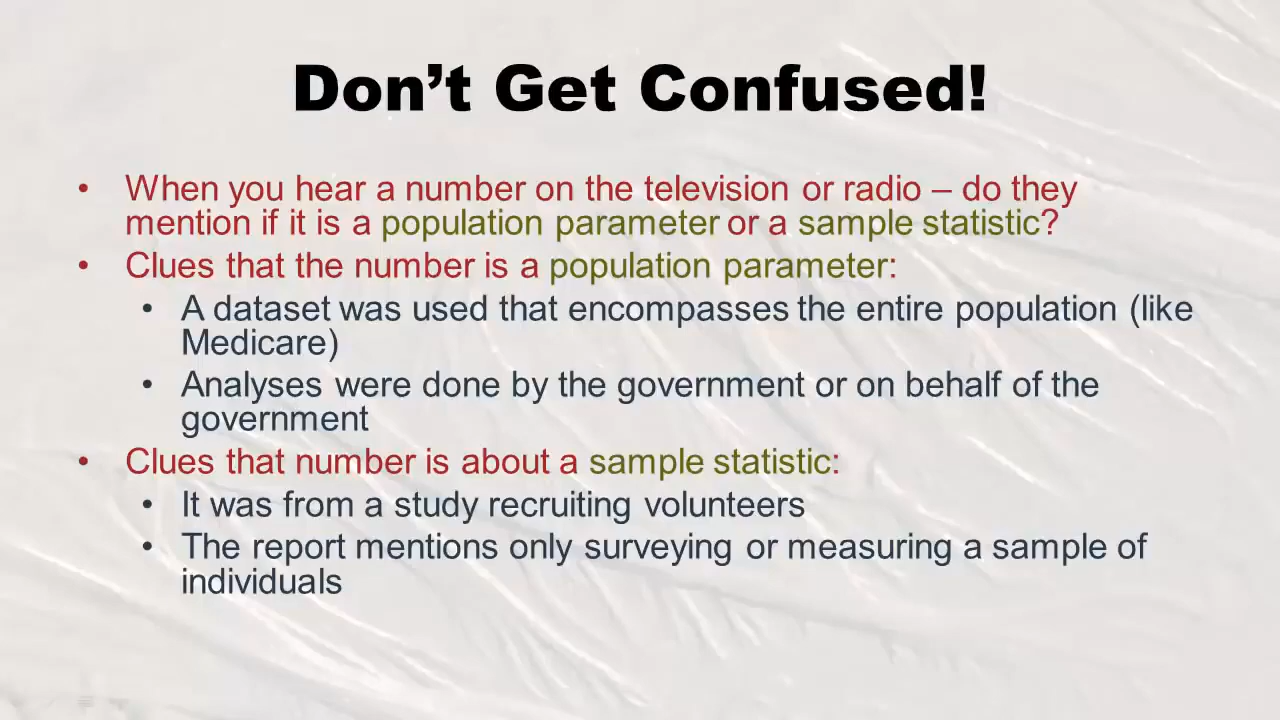 Don’t Get Confused!
• When you hear a number on the television or radio – do they
mention if it is a population parameter or a sample statistic?
• Clues that the number is a population parameter:
• A dataset was used that encompasses the entire population (like
Medicare)
• Analyses were done by the government or on behalf of the
government
• Clues that number is about a sample statistic:
• It was from a study recruiting volunteers
• The report mentions only surveying or measuring a sample of
individuals